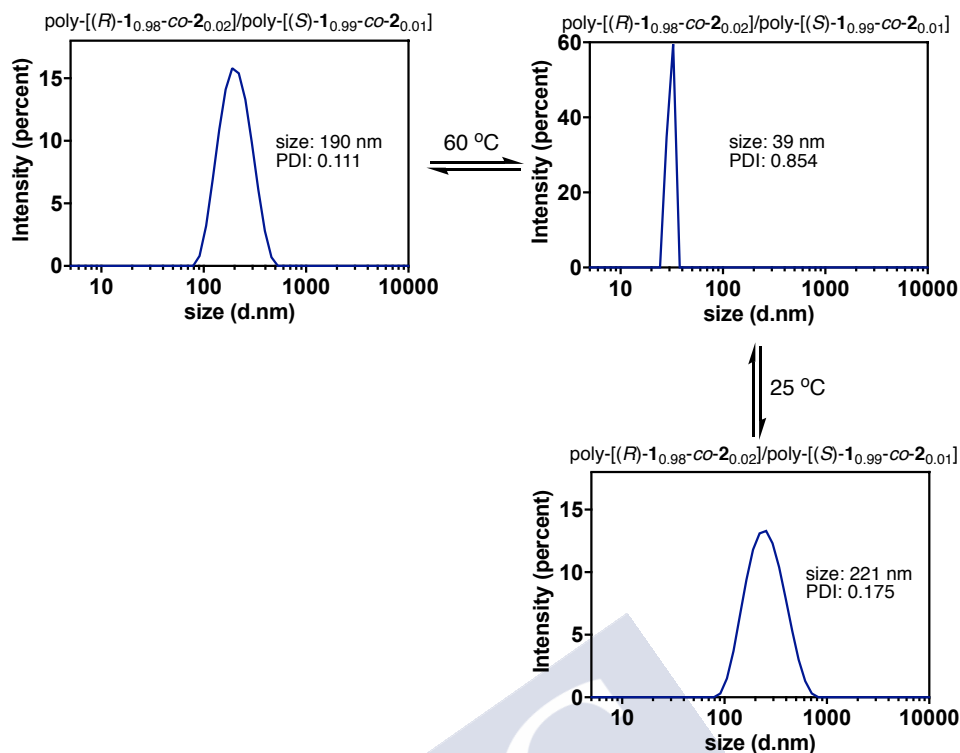 poly-[(R)-1₀.₉₈-co-2₀.₀₂]/poly-[(S)-1₀.₉₉-co-2₀.₀₁]
15
10
5
0
Intensity (percent)
size: 190 nm
PDI: 0.111
10 100 1000 10000
size (d.nm)
60 °C
poly-[(R)-1₀.₉₈-co-2₀.₀₂]/poly-[(S)-1₀.₉₉-co-2₀.₀₁]
60
40
20
0
Intensity (percent)
size: 39 nm
PDI: 0.854
10 100 1000 10000
size (d.nm)
25 °C
poly-[(R)-1₀.₉₈-co-2₀.₀₂]/poly-[(S)-1₀.₉₉-co-2₀.₀₁]
15
10
5
0
Intensity (percent)
size: 221 nm
PDI: 0.175
10 100 1000 10000
size (d.nm)